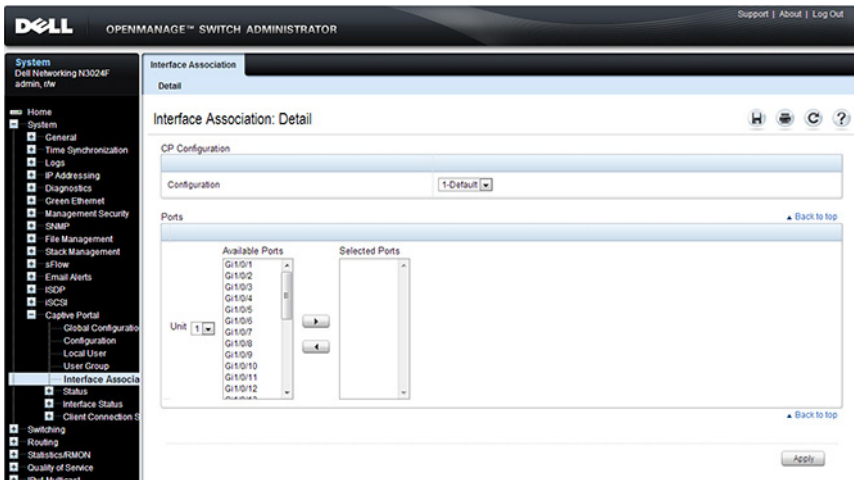 Support | About | Log Out
DELL OPENMANAGE™ SWITCH ADMINISTRATOR
System
Dell Networking N3024F
admin, r/w
Home
System
General
Time Synchronization
Logs
IP Addressing
Diagnostics
Green Ethernet
Management Security
SNMP
File Management
Stack Management
sFlow
Email Alerts
ISDP
iSCSI
Captive Portal
Global Configuratio
Configuration
Local User
User Group
Interface Associa
Status
Interface Status
Client Connection S
Switching
Routing
Statistics/RMON
Quality of Service
Interface Association
Detail
Interface Association: Detail
CP Configuration
Configuration 1-Default
Ports Back to top
Available Ports Selected Ports
Unit 1
Gi1/0/1
Gi1/0/2
Gi1/0/3
Gi1/0/4
Gi1/0/5
Gi1/0/6
Gi1/0/7
Gi1/0/8
Gi1/0/9
Gi1/0/10
Gi1/0/11
Gi1/0/12
Back to top
Apply